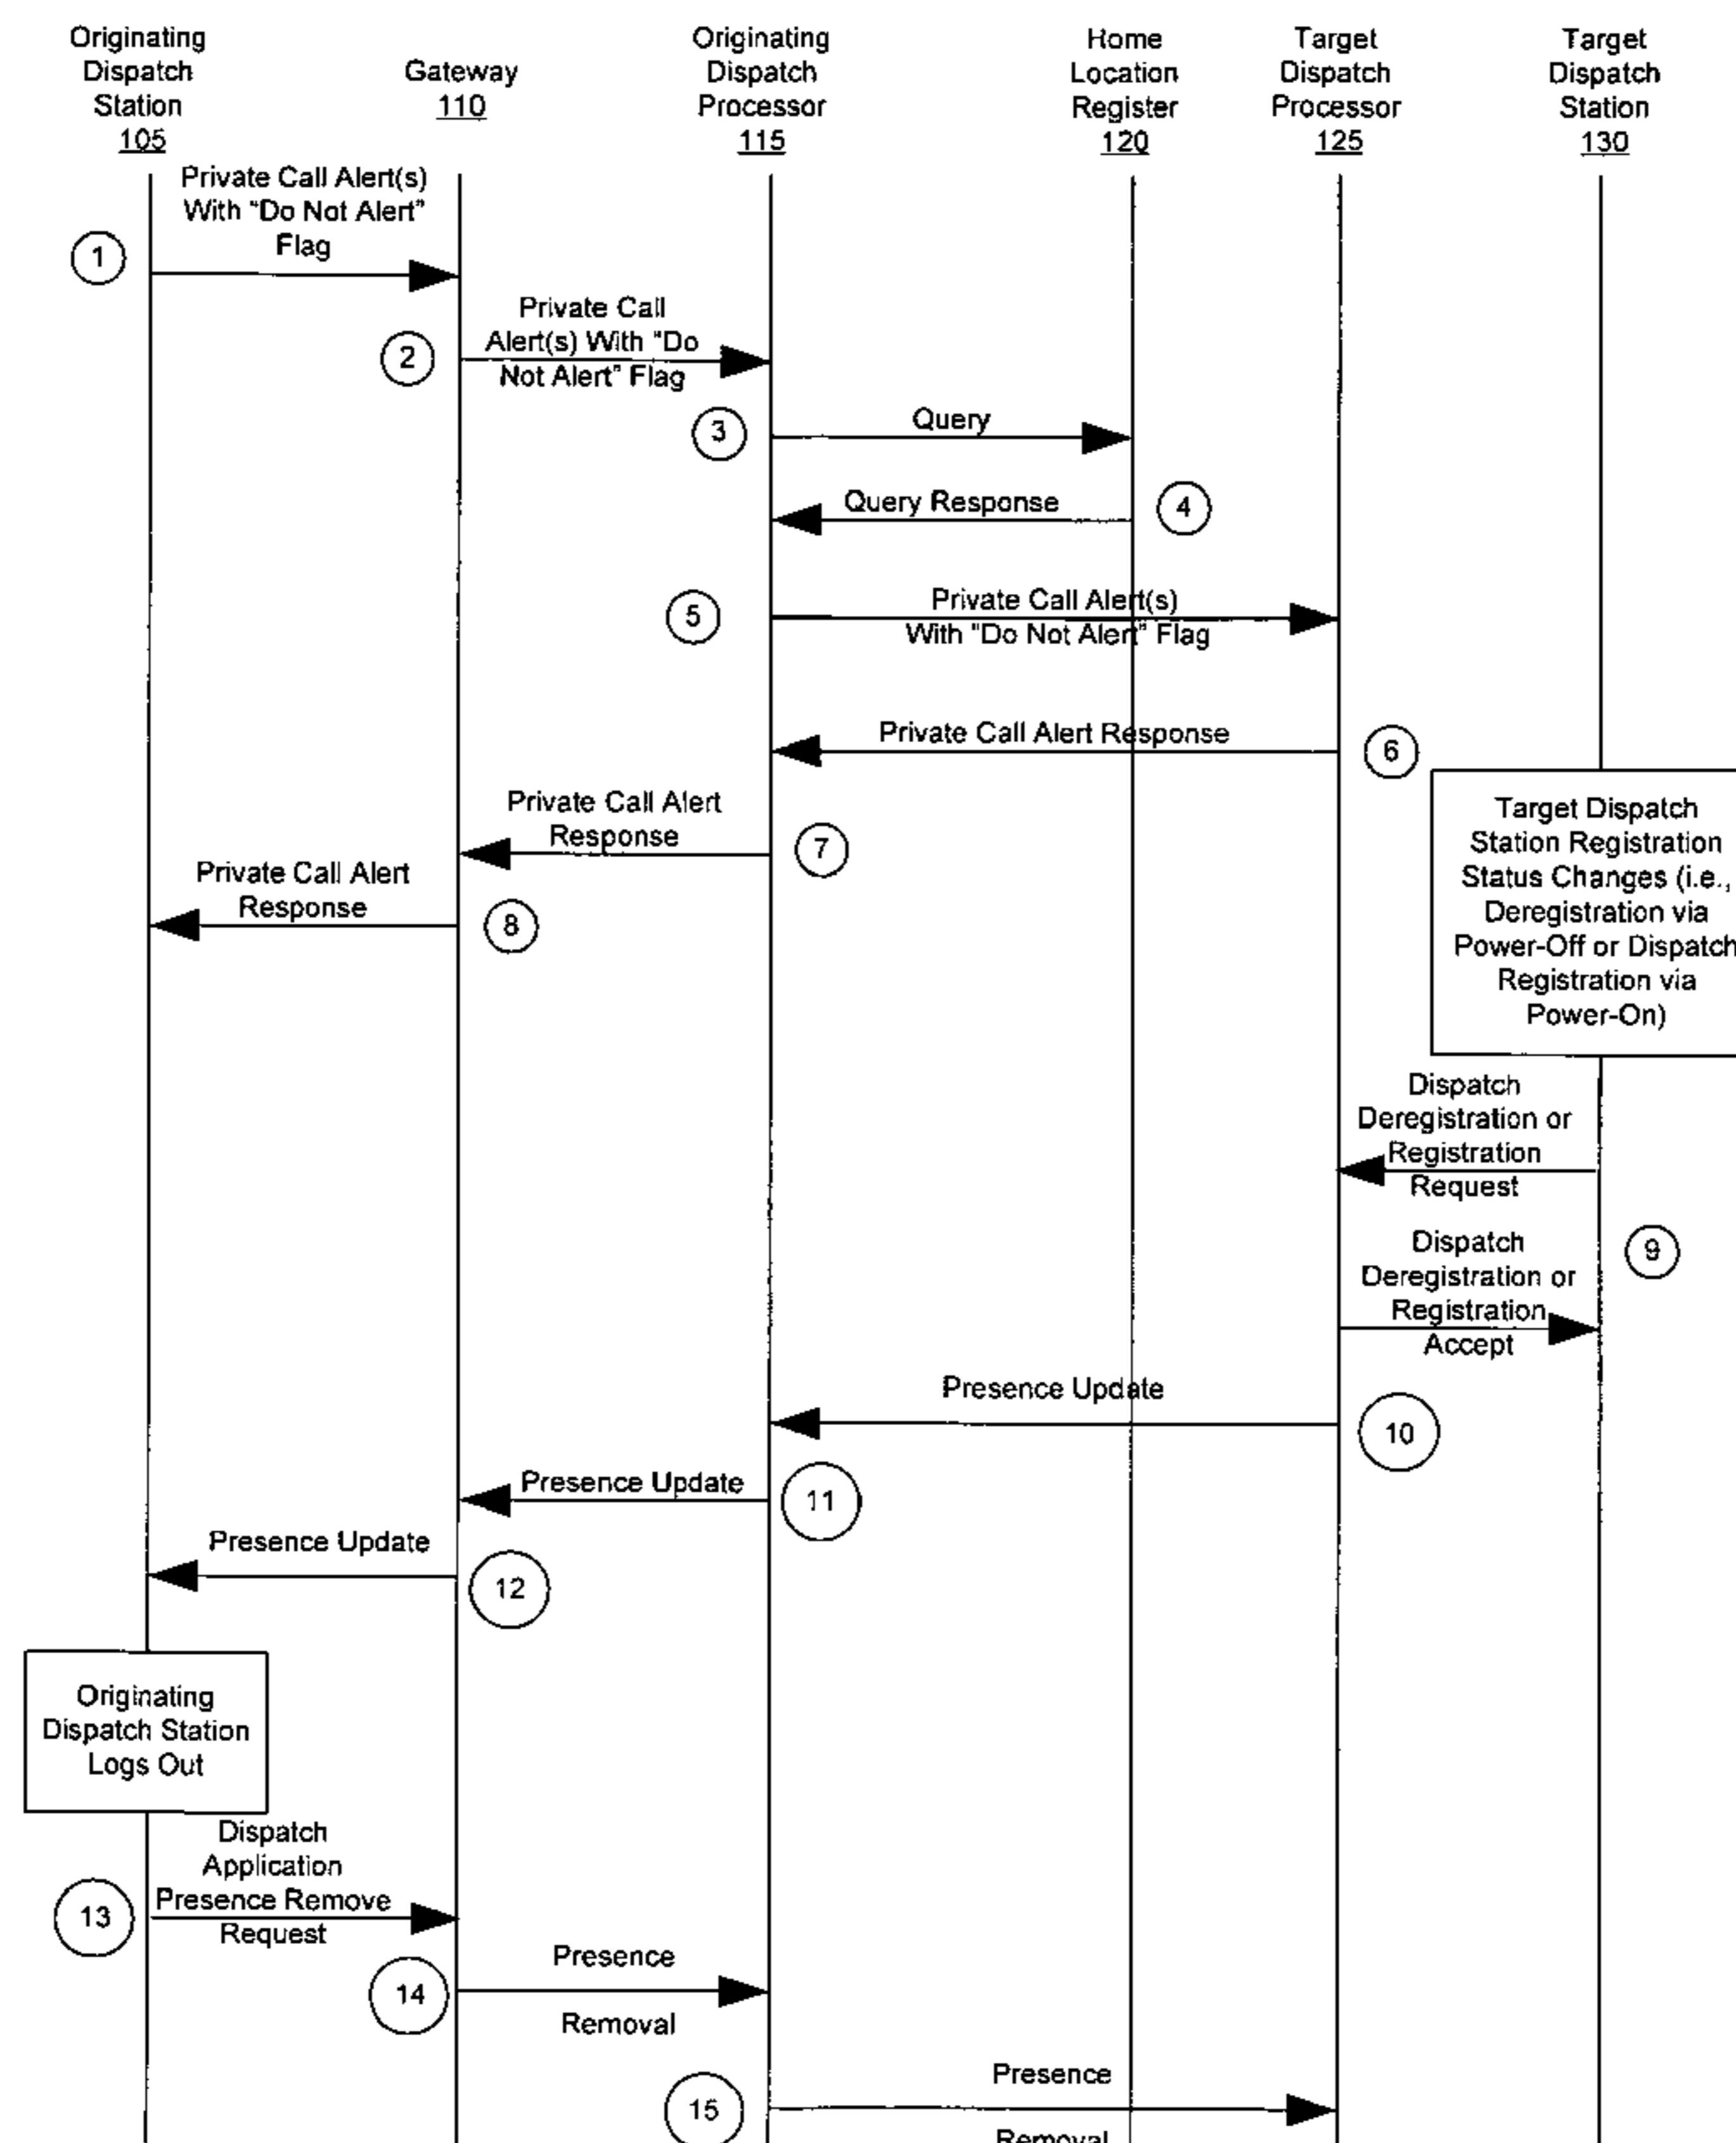 Originating
Dispatch
Station
105
Gateway
110
Originating
Dispatch
Processor
115
Home
Location
Register
120
Target
Dispatch
Processor
125
Target
Dispatch
Station
130
Private Call Alert(s)
With "Do Not Alert"
Flag
1
Private Call
Alert(s) With "Do
Not Alert" Flag
2
3
Query
Query Response
4
5
Private Call Alert(s)
With "Do Not Alert" Flag
Private Call Alert Response
6
Private Call Alert
Response
7
Private Call Alert
Response
8
Target Dispatch
Station Registration
Status Changes (i.e.,
Deregistration via
Power-Off or Dispatch
Registration via
Power-On)
Dispatch
Deregistration or
Registration
Request
9
Dispatch
Deregistration or
Registration
Accept
Presence Update
10
Presence Update
11
Presence Update
12
Originating
Dispatch Station
Logs Out
Dispatch
Application
Presence Remove
Request
13
Presence
Removal
14
Presence
Removal
15